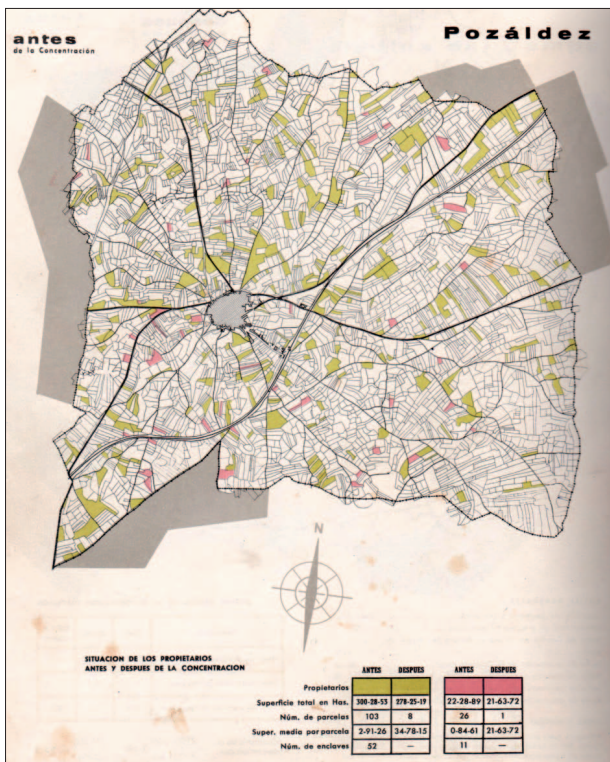 antes
de la Concentración
Pozáldez
N
SITUACION DE LOS PROPIETARIOS
ANTES Y DESPUES DE LA CONCENTRACION
ANTES DESPUES ANTES DESPUES
Propietarios
Superficie total en Has. 300-28-53 278-25-19 22-28-89 21-63-72
Núm. de parcelas 103 8 26 1
Super. media por parcela 2-91-26 34-78-15 0-84-61 21-63-72
Núm. de enclaves 52 — 11 —